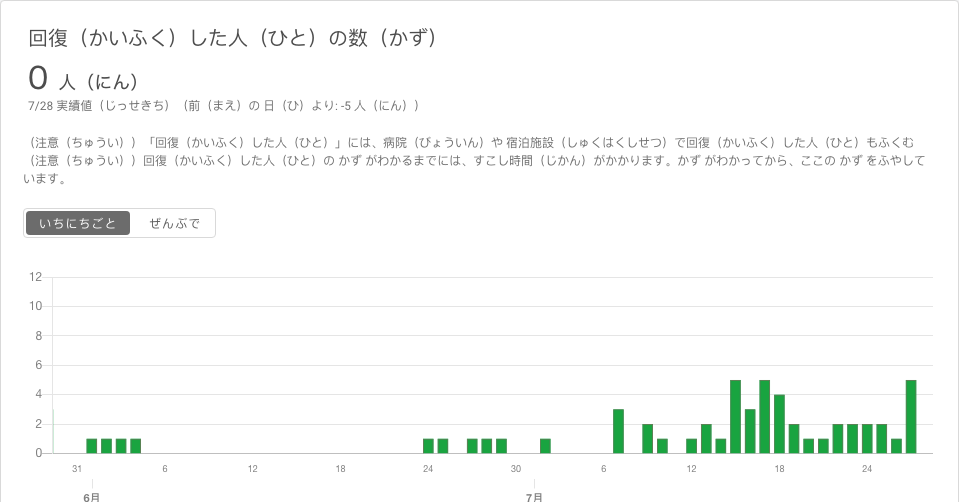 回復（かいふく）した人（ひと）の数（かず）
0 人（にん）
7/28 実績値（じっせきち）（前（まえ）の 日（ひ）より: -5 人（にん））
（注意（ちゅうい））「回復（かいふく）した人（ひと）」には、病院（びょういん）や 宿泊施設（しゅくはくしせつ）で回復（かいふく）した人（ひと）もふくむ
（注意（ちゅうい））回復（かいふく）した人（ひと）の かず がわかるまでには、すこし時間（じかん）がかかります。かず がわかってから、ここの かず をふやして
います。
いちにちごと ぜんぶで
12
10
8
6
4
2
0
31 6 12 18 24 30 6 12 18 24
6月 7月